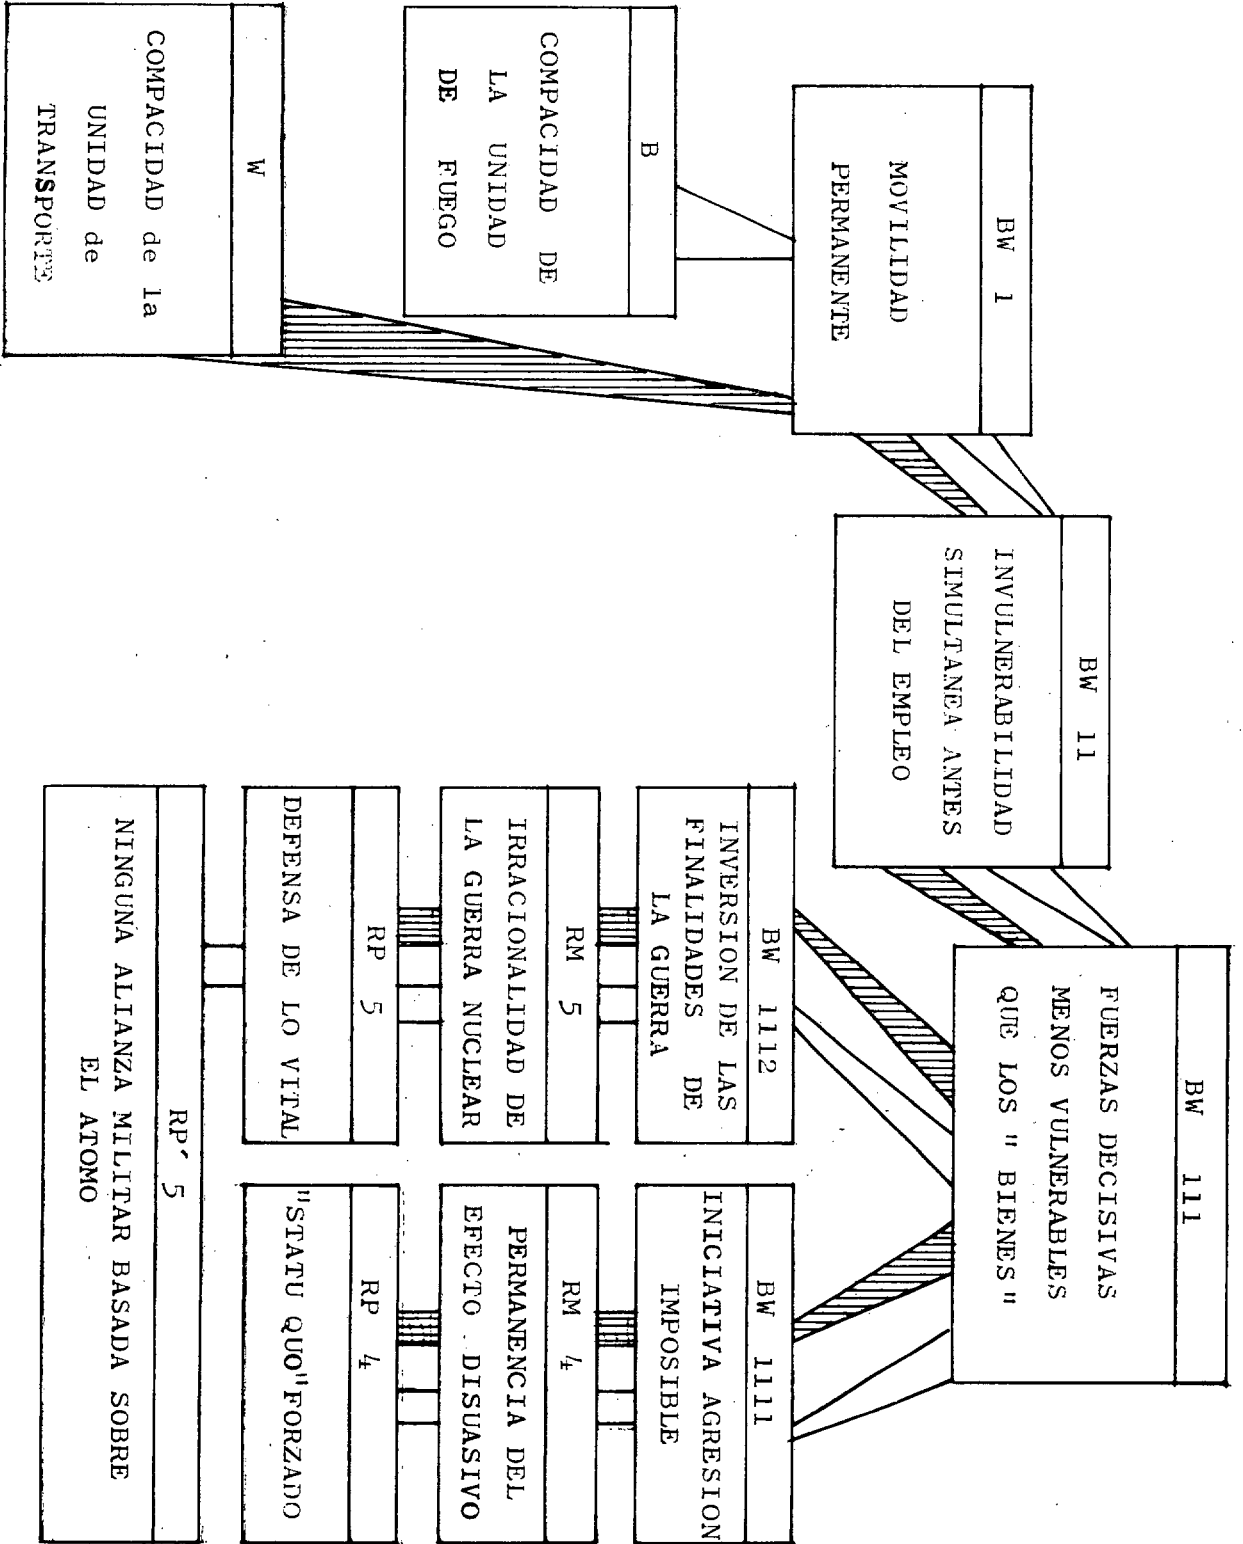 BW 111
FUERZAS DECISIVAS
MENOS VULNERABLES
QUE LOS " BIENES "
BW 11
INVULNERABILIDAD
SIMULTANEA ANTES
DEL EMPLEO
BW 1
MOVILIDAD
PERMANENTE
B
COMPACIDAD DE
LA UNIDAD
DE FUEGO
W
COMPACIDAD de la
UNIDAD de
TRANSPORTE
BW 1112
INVERSION DE LAS
FINALIDADES DE
LA GUERRA
RM 5
IRRACIONALIDAD DE
LA GUERRA NUCLEAR
RP 5
DEFENSA DE LO VITAL
BW 1111
INICIATIVA AGRESION
IMPOSIBLE
RM 4
PERMANENCIA DEL
EFECTO DISUASIVO
RP 4
"STATU QUO" FORZADO
RP´ 5
NINGUNA ALIANZA MILITAR BASADA SOBRE
EL ATOMO